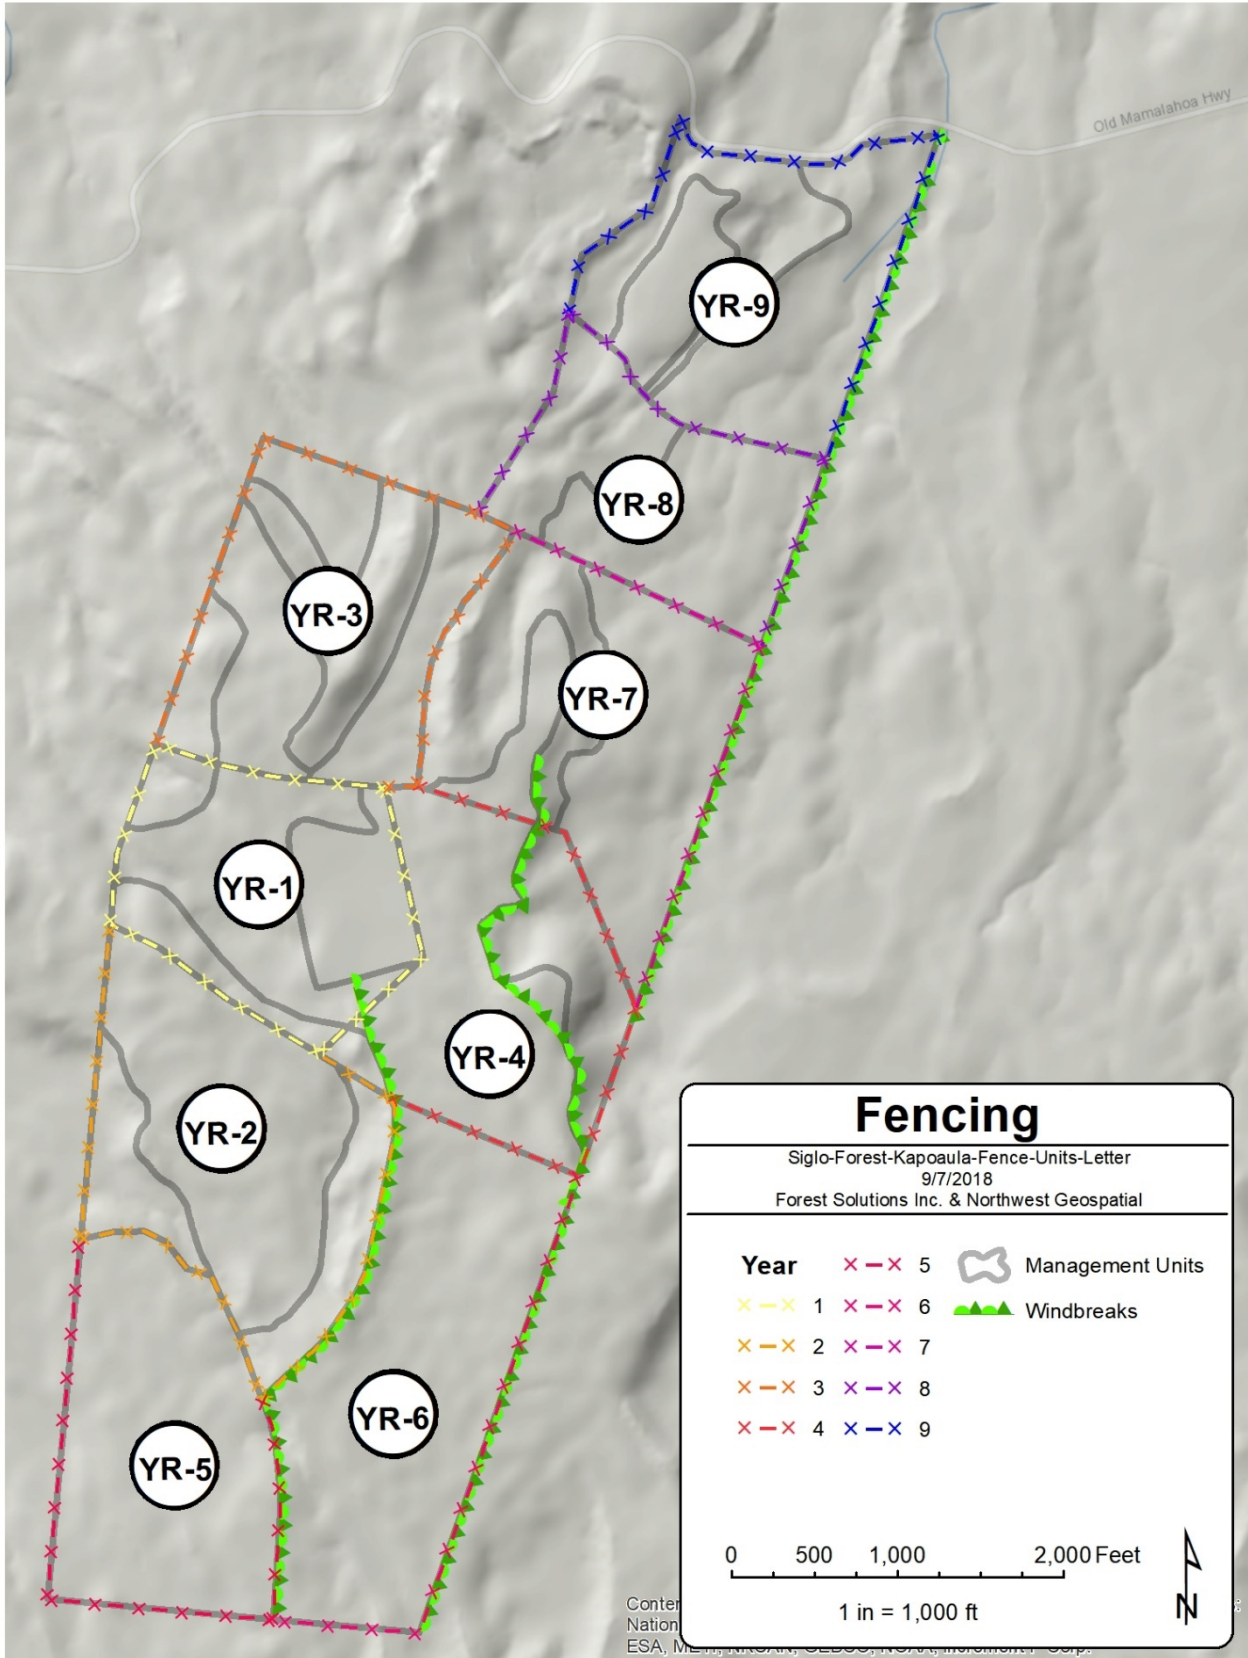 Old Mamalahoa Hwy
YR-9
YR-8
YR-3
YR-7
YR-1
YR-4
YR-2
YR-6
YR-5
Fencing
Siglo-Forest-Kapoaula-Fence-Units-Letter
9/7/2018
Forest Solutions Inc. & Northwest Geospatial
Year
1
2
3
4
5
6
7
8
9
Management Units
Windbreaks
0 500 1,000 2,000 Feet
1 in = 1,000 ft
N
Conter
Nation
ESA,